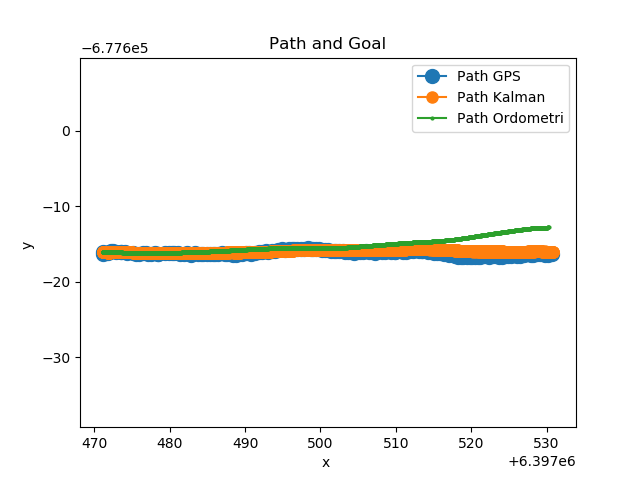 Path and Goal
−6.776e5
Path GPS
Path Kalman
Path Ordometri
0
−10
−20
−30
y
470 480 490 500 510 520 530
x
+6.397e6